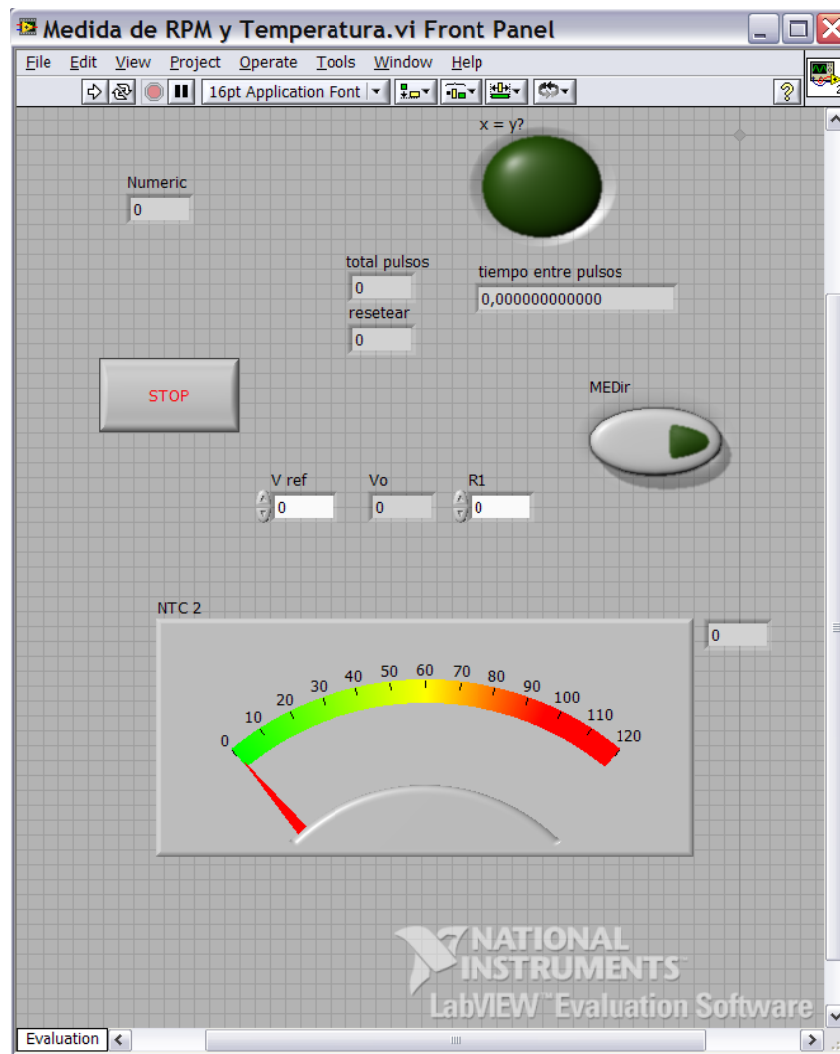 Medida de RPM y Temperatura.vi Front Panel
File Edit View Project Operate Tools Window Help
16pt Application Font
?
2
x = y?
Numeric
0
total pulsos
0
tiempo entre pulsos
0,000000000000
resetear
0
STOP
MEDir
V ref
0
Vo
0
R1
0
NTC 2
0
0 10 20 30 40 50 60 70 80 90 100 110 120
NATIONAL
INSTRUMENTS™
LabVIEW™ Evaluation Software
Evaluation